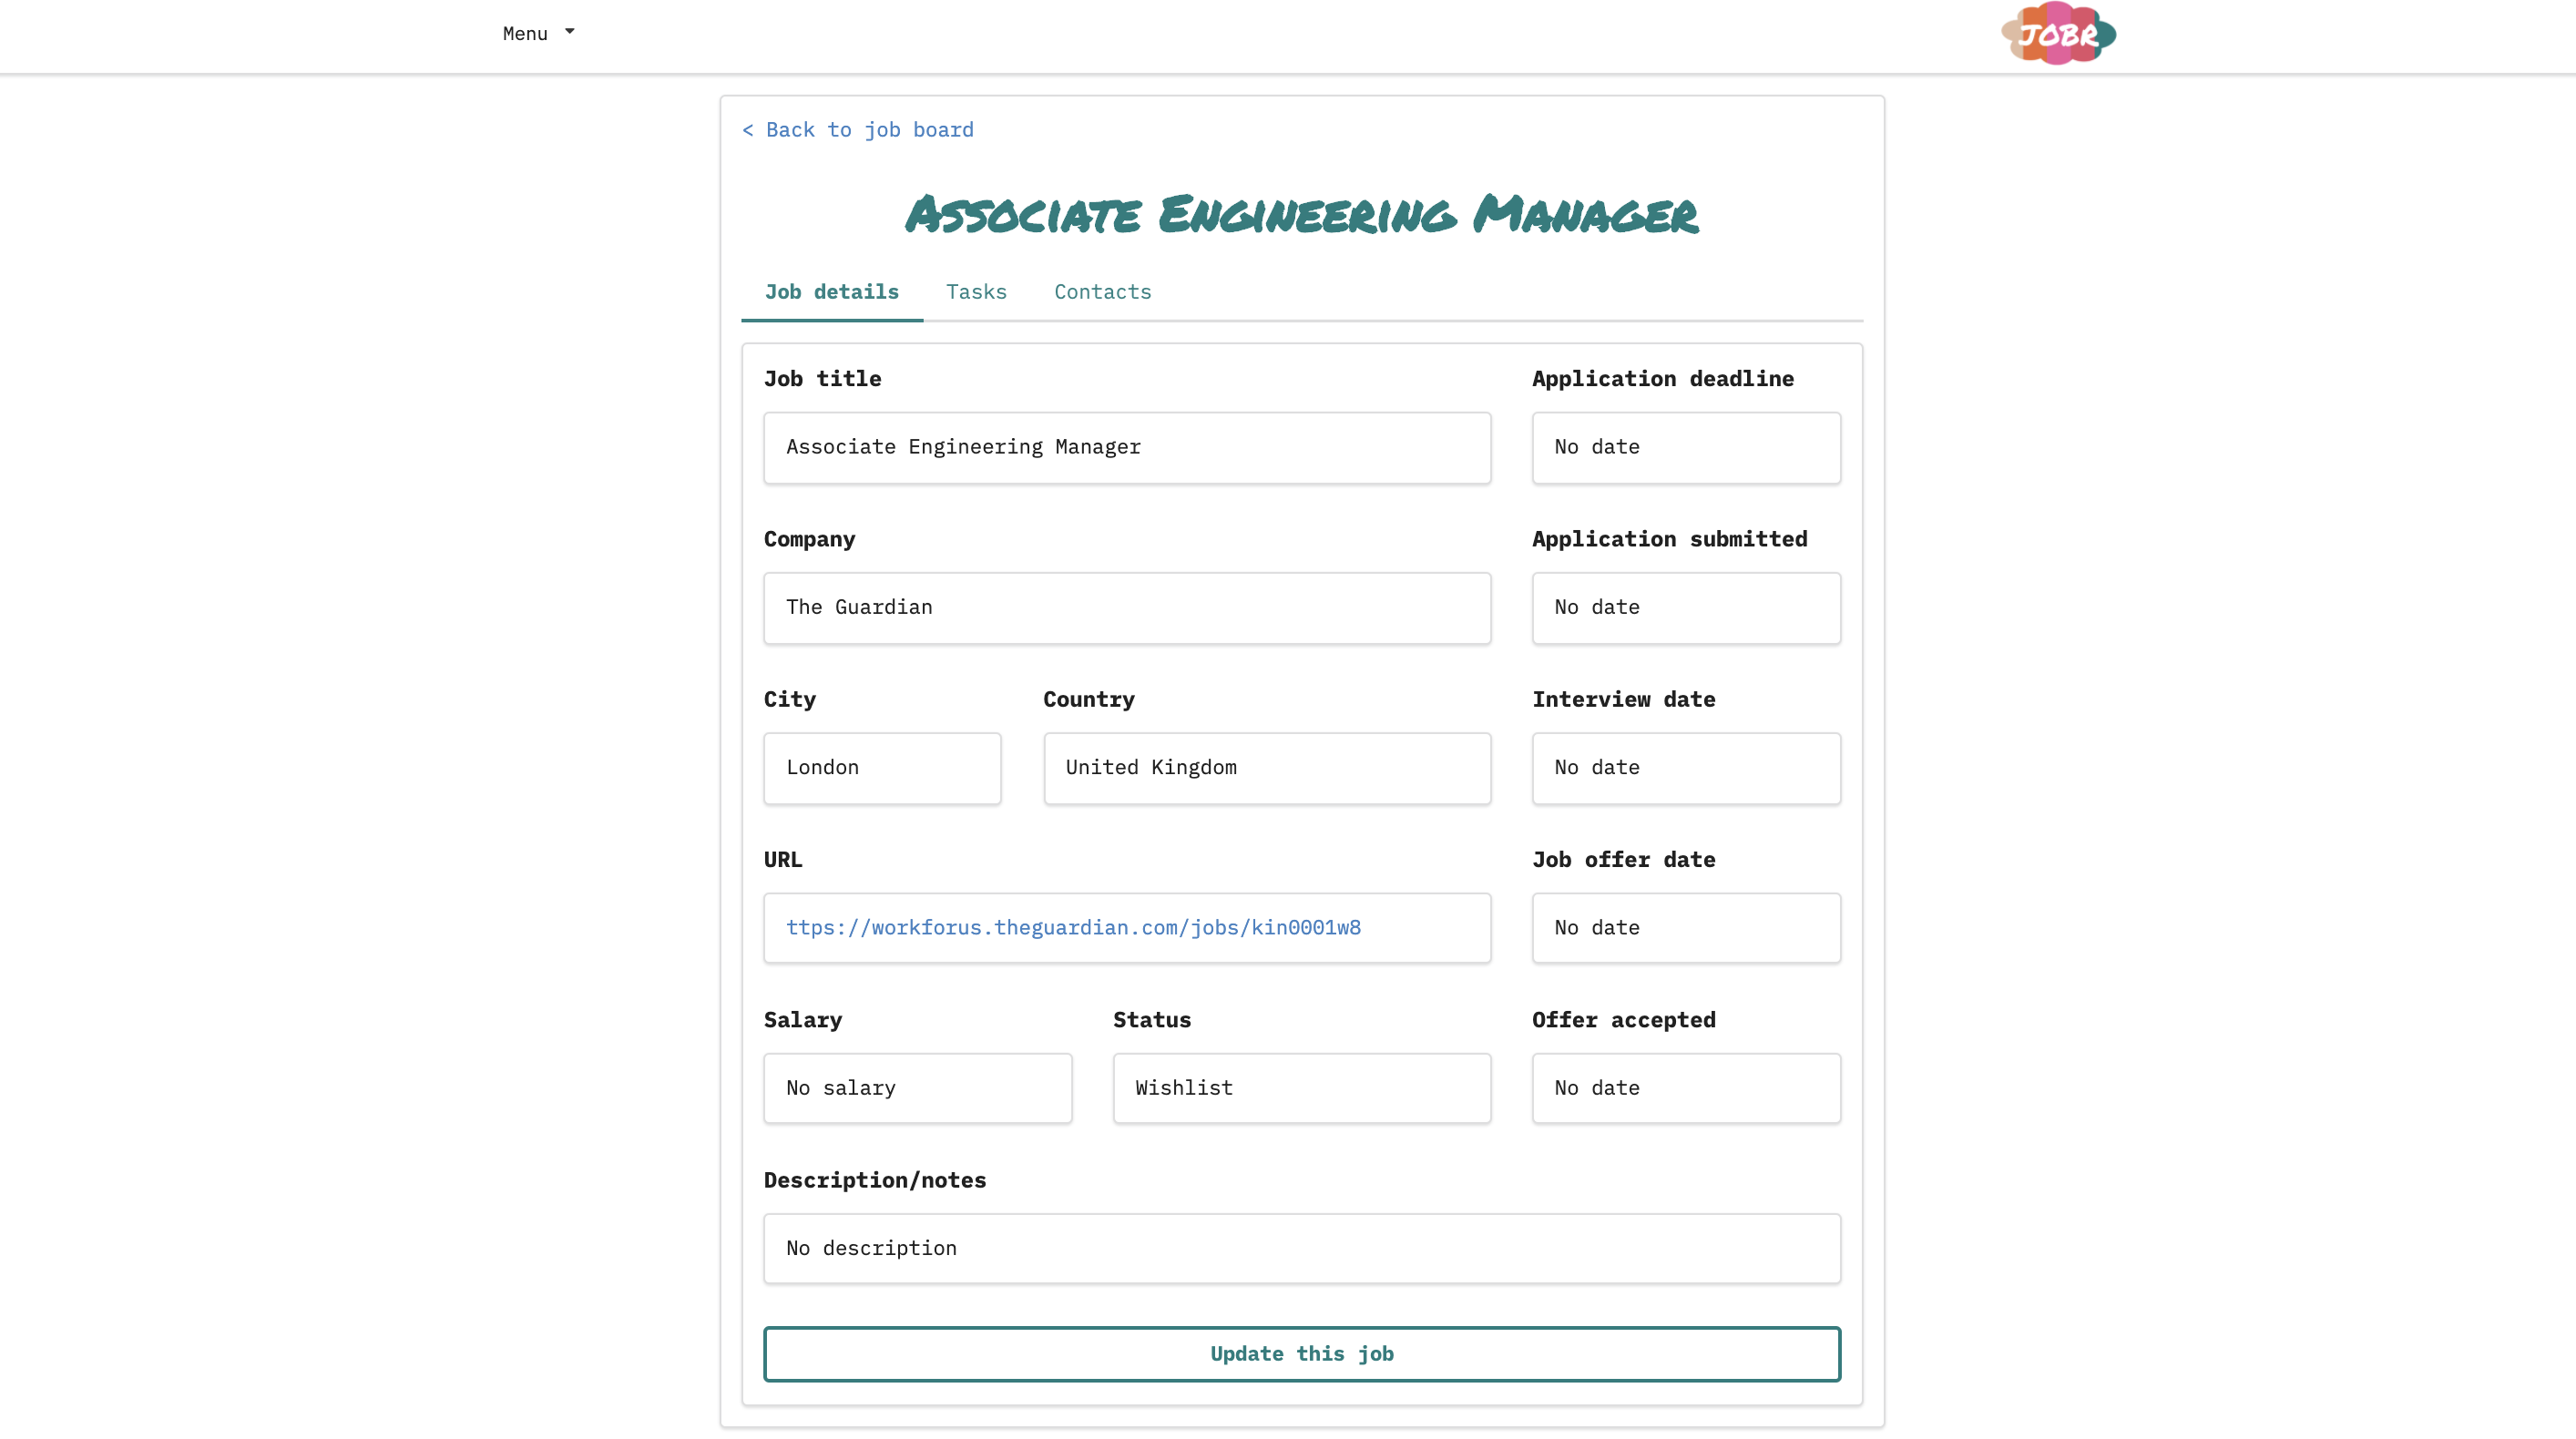 Menu
JOBR
< Back to job board
Associate Engineering Manager
Job details Tasks Contacts
Job title
Associate Engineering Manager
Application deadline
No date
Company
The Guardian
Application submitted
No date
City
London
Country
United Kingdom
Interview date
No date
URL
ttps://workforus.theguardian.com/jobs/kin0001w8
Job offer date
No date
Salary
No salary
Status
Wishlist
Offer accepted
No date
Description/notes
No description
Update this job